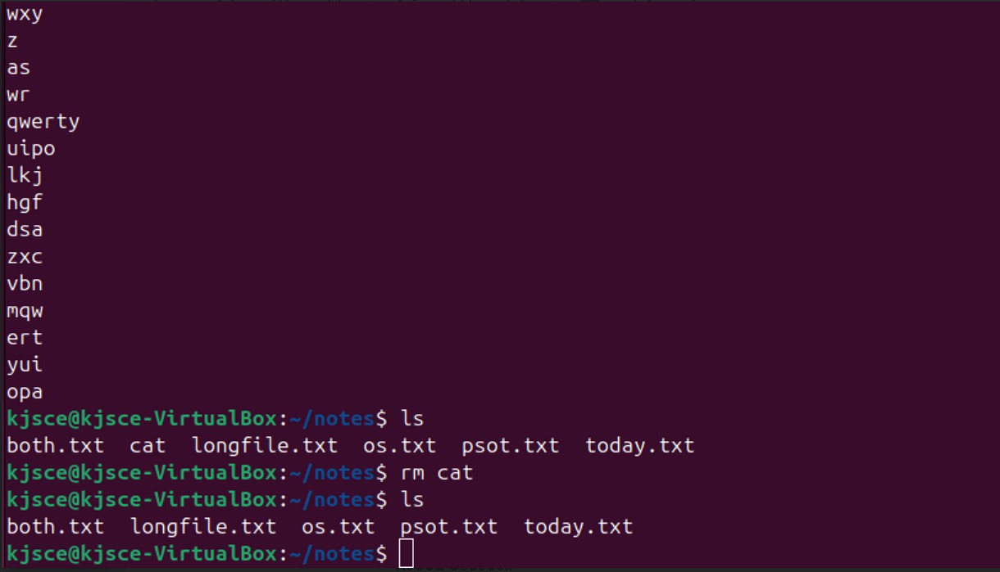 wxy
z
as
wr
qwerty
uipo
lkj
hgf
dsa
zxc
vbn
mqw
ert
yui
opa
kjsce@kjsce-VirtualBox:~/notes$ ls
both.txt  cat  longfile.txt  os.txt  psot.txt  today.txt
kjsce@kjsce-VirtualBox:~/notes$ rm cat
kjsce@kjsce-VirtualBox:~/notes$ ls
both.txt  longfile.txt  os.txt  psot.txt  today.txt
kjsce@kjsce-VirtualBox:~/notes$